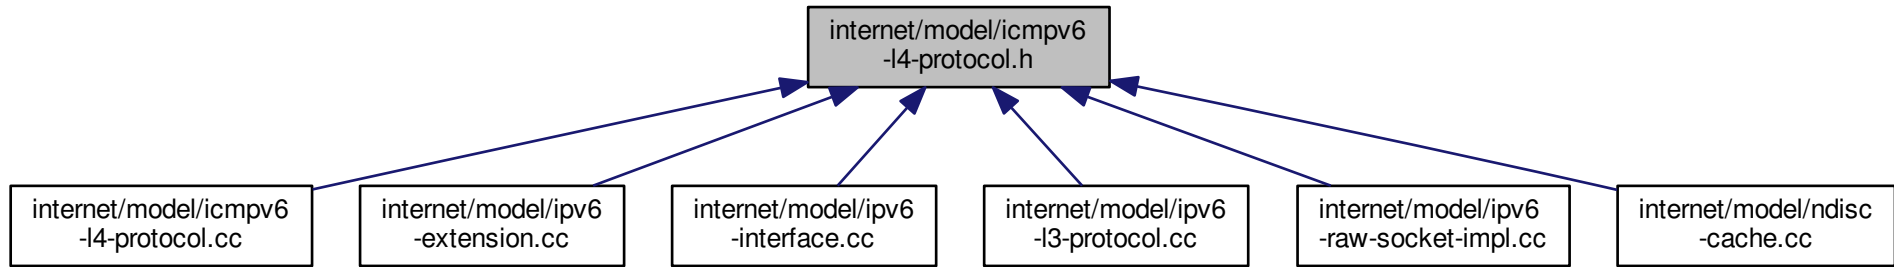 internet/model/icmpv6
-l4-protocol.h
internet/model/icmpv6
-l4-protocol.cc
internet/model/ipv6
-extension.cc
internet/model/ipv6
-interface.cc
internet/model/ipv6
-l3-protocol.cc
internet/model/ipv6
-raw-socket-impl.cc
internet/model/ndisc
-cache.cc